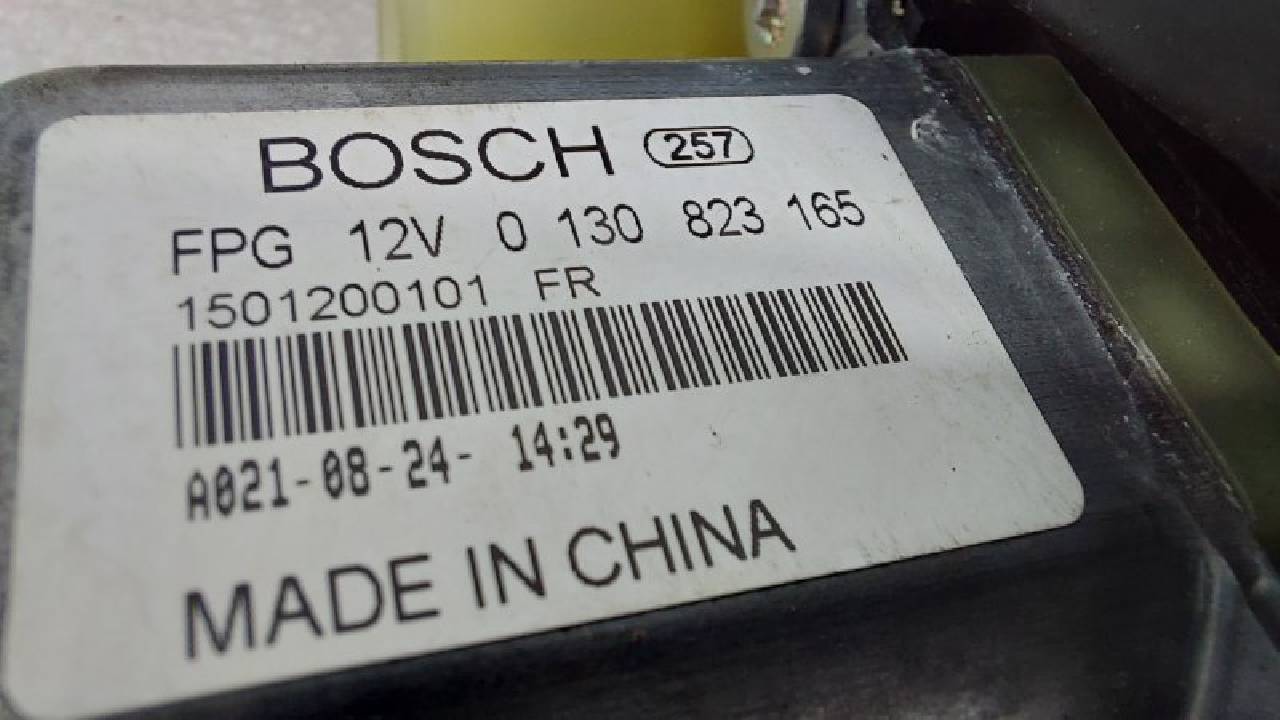 BOSCH 257
FPG 12V 0 130 823 165
1501200101 FR
A021-08-24- 14:29
MADE IN CHINA